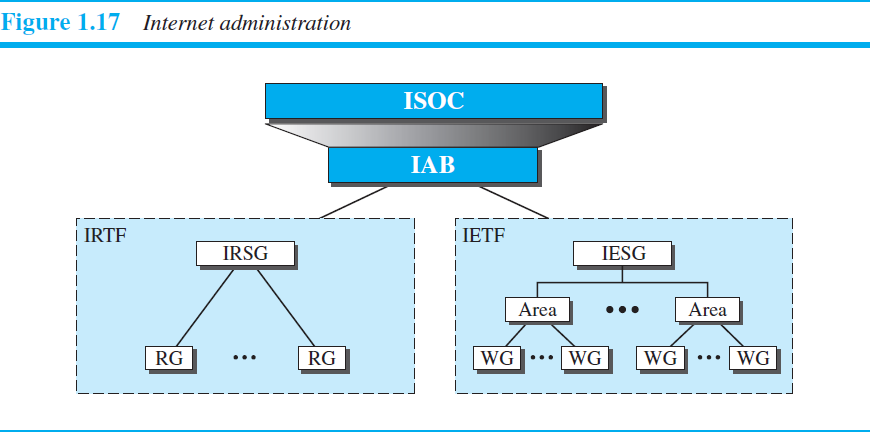 Figure 1.17 Internet administration
ISOC
IAB
IRTF
IRSG
RG ... RG
IETF
IESG
Area ... Area
WG ... WG WG ... WG